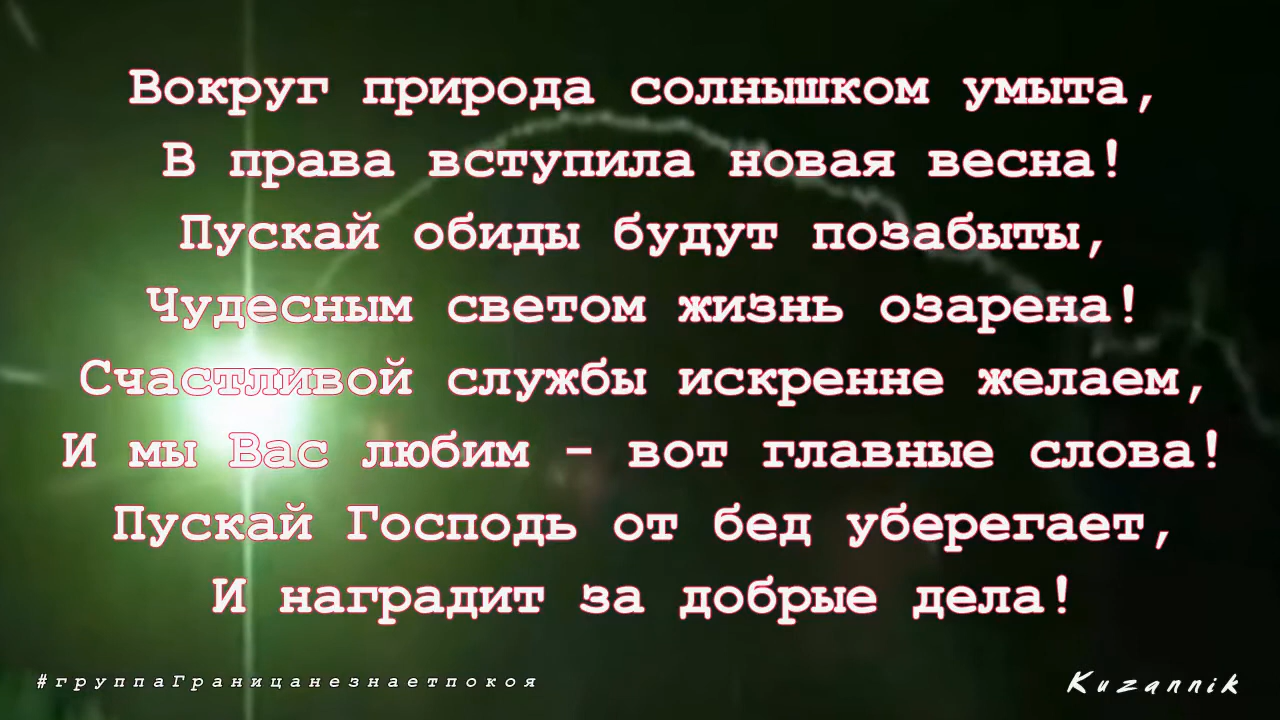 Вокруг природа солнышком умыта,
В права вступила новая весна!
Пускай обиды будут позабыты,
Чудесным светом жизнь озарена!
Счастливой службы искренне желаем,
И мы Вас любим – вот главные слова!
Пускай Господь от бед уберегает,
И наградит за добрые дела!
#группаГраницанезнаетпокоя
Kuzannik